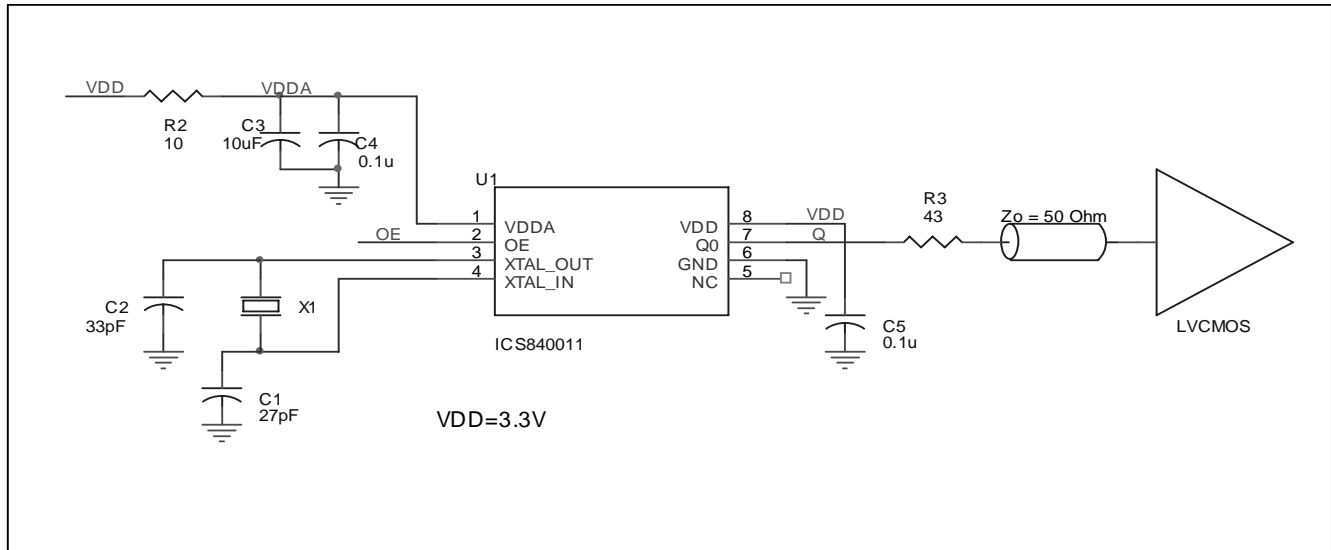 VDD
VDDA
R2
10
C3
10uF
C4
0.1u
U1
1
VDDA
2
OE
3
XTAL_OUT
4
XTAL_IN
OE
8
VDD
7
Q0
6
GND
5
NC
VDD
Q
R3
43
Zo = 50 Ohm
LVCMOS
C2
33pF
X1
C1
27pF
ICS840011
C5
0.1u
VDD=3.3V